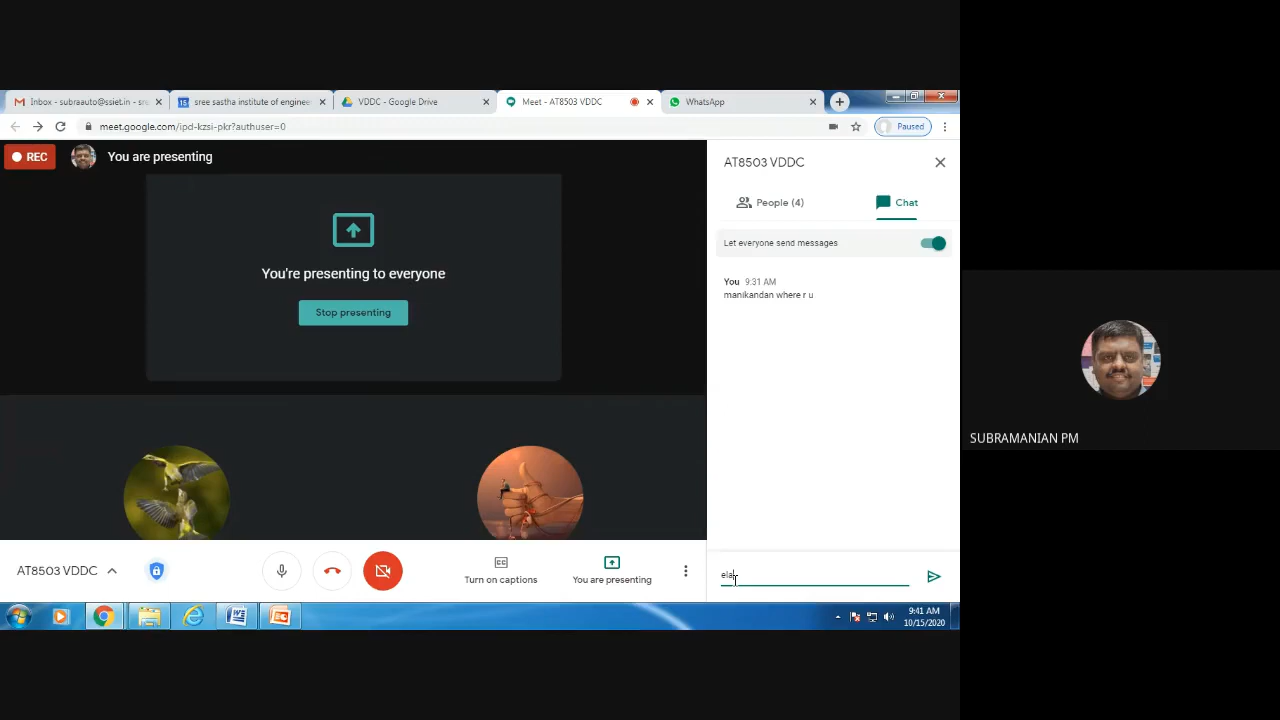 Inbox - subraauto@ssiet.in - sre
sree sastha institute of enginee
VDDC - Google Drive
Meet - AT8503 VDDC
WhatsApp
meet.google.com/ipd-kzsi-pkr?authuser=0
Paused
REC
You are presenting
AT8503 VDDC
People (4)
Chat
Let everyone send messages
You 9:31 AM
manikandan where r u
You're presenting to everyone
Stop presenting
SUBRAMANIAN PM
ela
AT8503 VDDC
Turn on captions
You are presenting
9:41 AM
10/15/2020